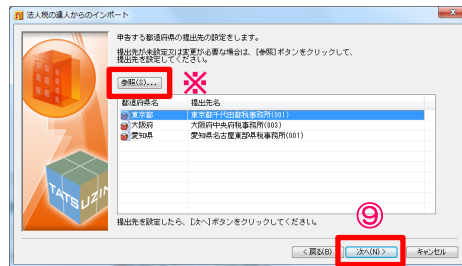 法人税の達人からのインポート
申告する都道府県の提出先の設定をします。
提出先が未設定又は変更が必要な場合は、[参照]ボタンをクリックして、
提出先を設定してください。
参照(S)... ※
都道府県名 提出先名
東京都 東京都千代田都税事務所(001)
大阪府 大阪府中央府税事務所(003)
愛知県 愛知県名古屋東部県税事務所(001)
TATSUZIN
提出先を設定したら、[次へ]ボタンをクリックしてください。
⑨
< 戻る(B) 次へ(N) > キャンセル